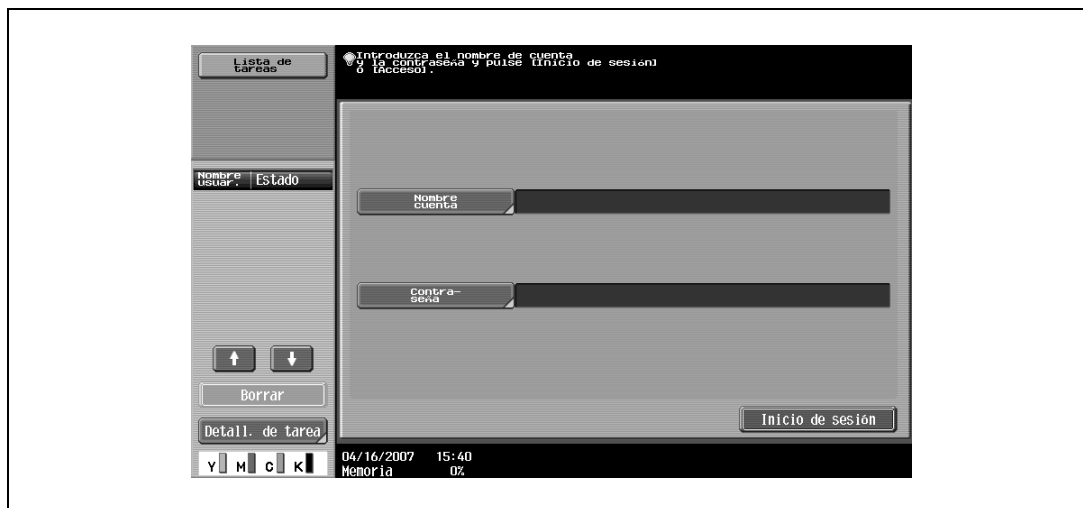 Lista de
tareas
Introduzca el nombre de cuenta
y la contraseña y pulse [Inicio de sesión]
o [Acceso].
Nombre
usuar.
Estado
Nombre
cuenta
Contra-
seña
Borrar
Detall. de tarea
Inicio de sesión
Y M C K
04/16/2007 15:40
Memoria 0%